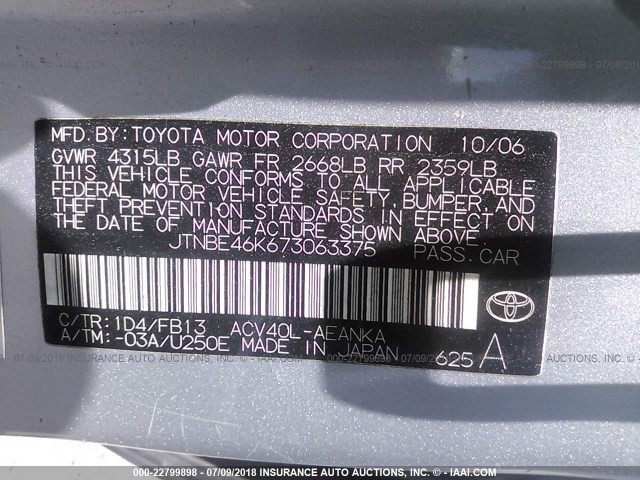 MFD. BY: TOYOTA MOTOR CORPORATION 10/06
GVWR 4315LB GAWR FR 2668LB RR 2359LB
THIS VEHICLE CONFORMS TO ALL APPLICABLE
FEDERAL MOTOR VEHICLE SAFETY, BUMPER, AND
THEFT PREVENTION STANDARDS IN EFFECT ON
THE DATE OF MANUFACTURE SHOWN ABOVE.
JTNBE46K673063375 PASS. CAR
C/TR: 1D4/FB13 ACV40L-AEANKA
A/TM: -03A/U250E MADE IN JAPAN 625 A
000-22799898 - 07/09/2018 - INSURANCE AUTO AUCTIONS INC. © - IAAI.COM